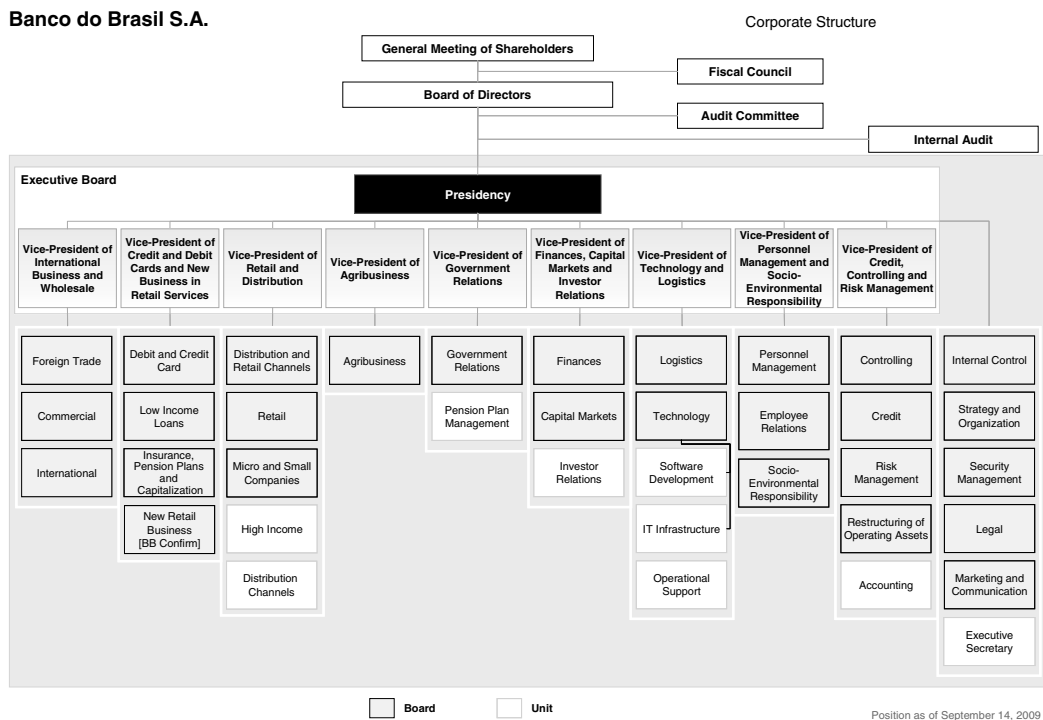 Banco do Brasil S.A.
Corporate Structure
General Meeting of Shareholders
Fiscal Council
Board of Directors
Audit Committee
Internal Audit
Executive Board
Presidency
Vice-President of
International
Business and
Wholesale
Vice-President of
Credit and Debit
Cards and New
Business in
Retail Services
Vice-President of
Retail and
Distribution
Vice-President of
Agribusiness
Vice-President of
Government
Relations
Vice-President of
Finances, Capital
Markets and
Investor
Relations
Vice-President of
Technology and
Logistics
Vice-President of
Personnel
Management and
Socio-
Environmental
Responsibility
Vice-President of
Credit,
Controlling and
Risk Management
Foreign Trade
Commercial
International
Debit and Credit
Card
Low Income
Loans
Insurance,
Pension Plans
and
Capitalization
New Retail
Business
[BB Confirm]
Distribution and
Retail Channels
Retail
Micro and Small
Companies
High Income
Distribution
Channels
Agribusiness
Government
Relations
Pension Plan
Management
Finances
Capital Markets
Investor
Relations
Logistics
Technology
Software
Development
IT Infrastructure
Operational
Support
Personnel
Management
Employee
Relations
Socio-
Environmental
Responsibility
Controlling
Credit
Risk
Management
Restructuring of
Operating Assets
Accounting
Internal Control
Strategy and
Organization
Security
Management
Legal
Marketing and
Communication
Executive
Secretary
Board
Unit
Position as of September 14, 2009